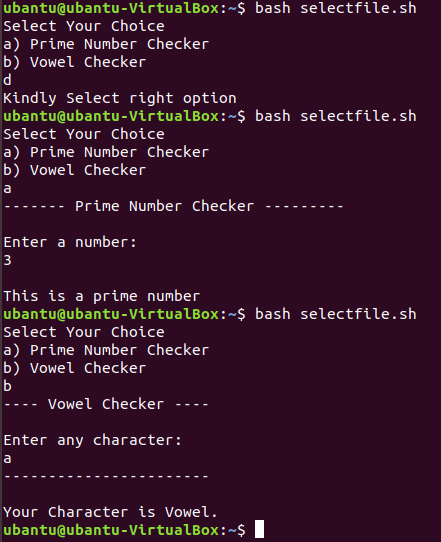 ubantu@ubantu-VirtualBox:~$ bash selectfile.sh
Select Your Choice
a) Prime Number Checker
b) Vowel Checker
d
Kindly Select right option
ubantu@ubantu-VirtualBox:~$ bash selectfile.sh
Select Your Choice
a) Prime Number Checker
b) Vowel Checker
a
------- Prime Number Checker ---------
Enter a number:
3
This is a prime number
ubantu@ubantu-VirtualBox:~$ bash selectfile.sh
Select Your Choice
a) Prime Number Checker
b) Vowel Checker
b
---- Vowel Checker ----
Enter any character:
a
-----------------------
Your Character is Vowel.
ubantu@ubantu-VirtualBox:~$